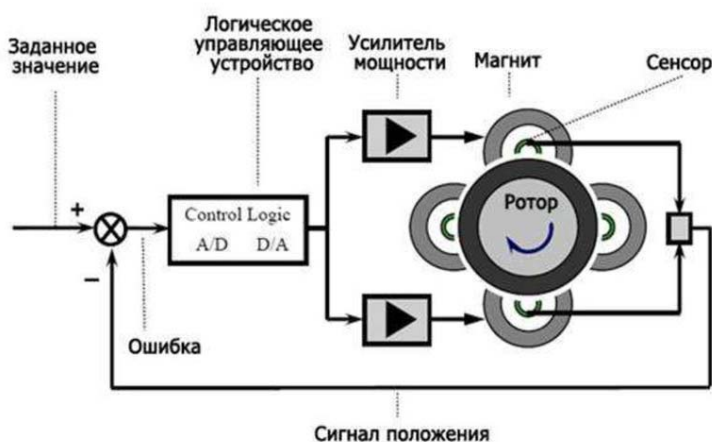 Заданное
значение
Логическое
управляющее
устройство
Усилитель
мощности
Магнит
Сенсор
+
Control Logic
A/D D/A
Ротор
−
Ошибка
Сигнал положения